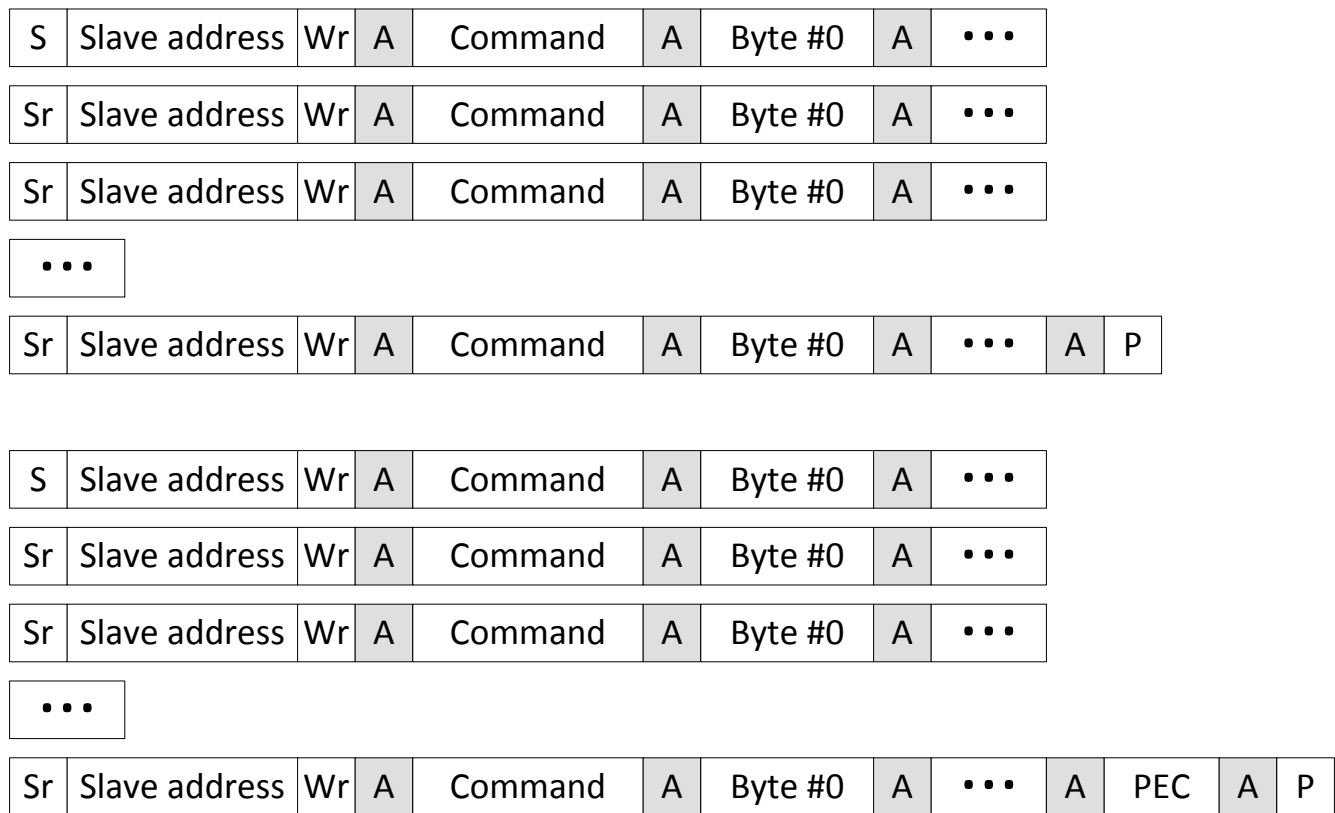 S Slave address Wr A Command A Byte #0 A •••
Sr Slave address Wr A Command A Byte #0 A •••
Sr Slave address Wr A Command A Byte #0 A •••
•••
Sr Slave address Wr A Command A Byte #0 A ••• A P
S Slave address Wr A Command A Byte #0 A •••
Sr Slave address Wr A Command A Byte #0 A •••
Sr Slave address Wr A Command A Byte #0 A •••
•••
Sr Slave address Wr A Command A Byte #0 A ••• A PEC A P